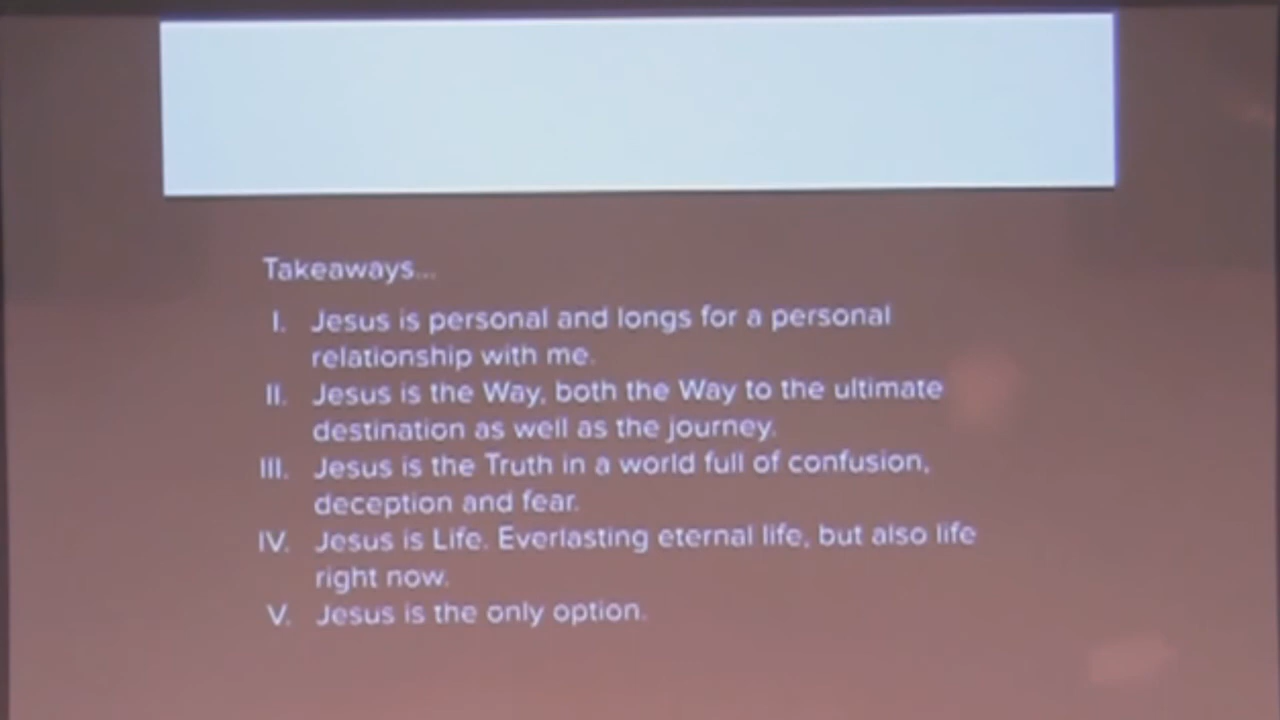 Takeaways...
I. Jesus is personal and longs for a personal
relationship with me.
II. Jesus is the Way, both the Way to the ultimate
destination as well as the journey.
III. Jesus is the Truth in a world full of confusion,
deception and fear.
IV. Jesus is Life. Everlasting eternal life, but also life
right now.
V. Jesus is the only option.